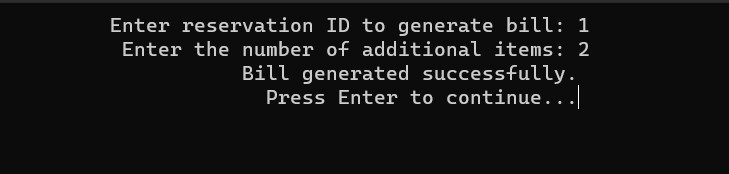 Enter reservation ID to generate bill: 1
Enter the number of additional items: 2
Bill generated successfully.
Press Enter to continue...